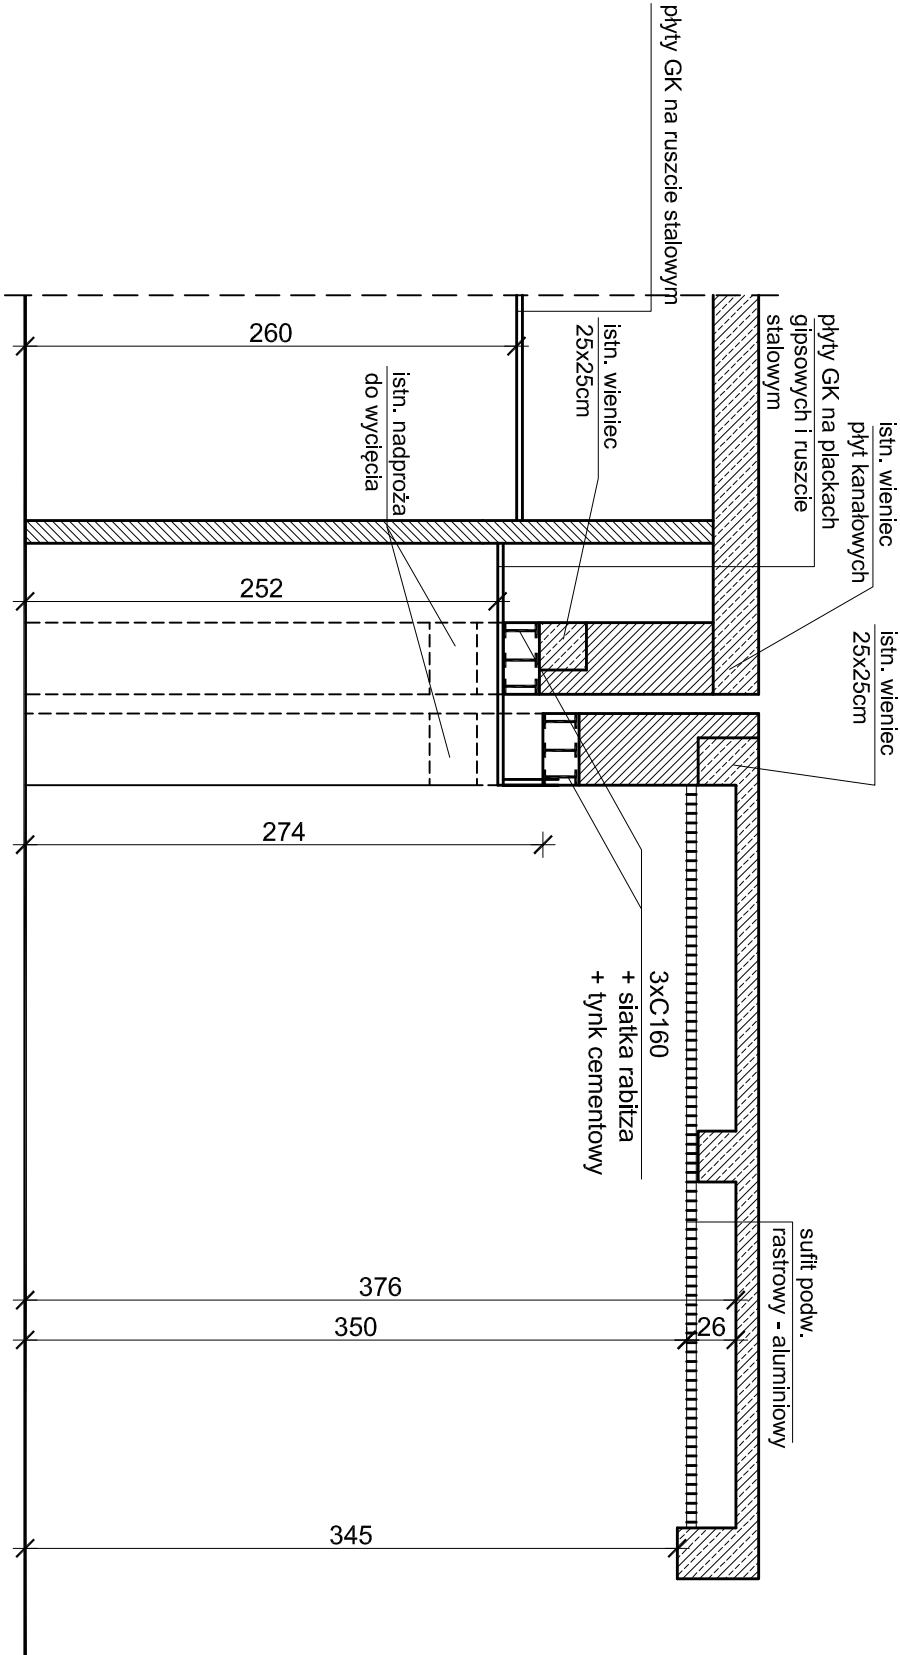 płyty GK na ruszcie stalowym
istn. wieniec
25x25cm
płyty GK na plackach
gipsowych i ruszcie
stalowym
istn. wieniec
płyt kanałowych
istn. wieniec
25x25cm
260
istn. nadproża
do wycięcia
252
274
3xC160
+ siatka rabitza
+ tynk cementowy
sufit podw.
rastrowy - aluminiowy
376
350
26
345